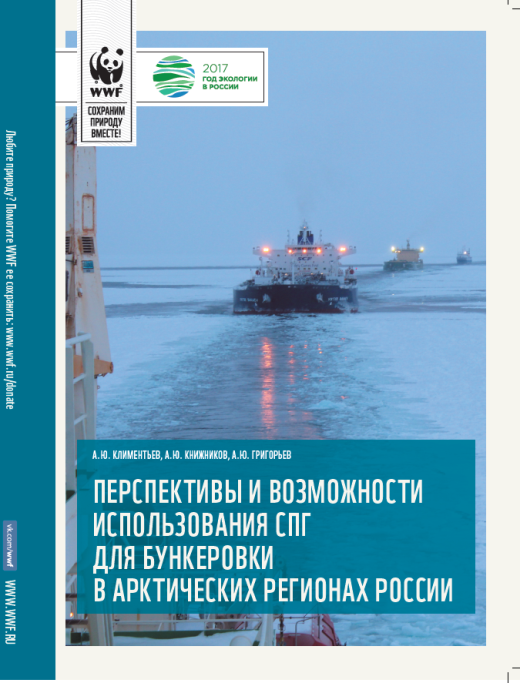 WWF
СОХРАНИМ
ПРИРОДУ
ВМЕСТЕ!
2017
ГОД ЭКОЛОГИИ
В РОССИИ
Любите природу? Помогите WWF ее сохранить: www.wwf.ru/donate
А.Ю. КЛИМЕНТЬЕВ, А.Ю. КНИЖНИКОВ, А.Ю. ГРИГОРЬЕВ
ПЕРСПЕКТИВЫ И ВОЗМОЖНОСТИ
ИСПОЛЬЗОВАНИЯ СПГ
ДЛЯ БУНКЕРОВКИ
В АРКТИЧЕСКИХ РЕГИОНАХ РОССИИ
vk.com/wwf
WWW.WWF.RU